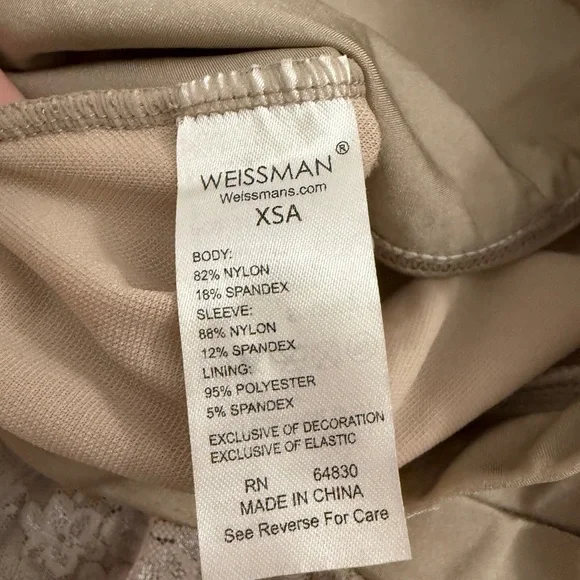 WEISSMAN®
Weissmans.com
XSA
BODY:
82% NYLON
18% SPANDEX
SLEEVE:
88% NYLON
12% SPANDEX
LINING:
95% POLYESTER
5% SPANDEX
EXCLUSIVE OF DECORATION
EXCLUSIVE OF ELASTIC
RN 64830
MADE IN CHINA
See Reverse For Care